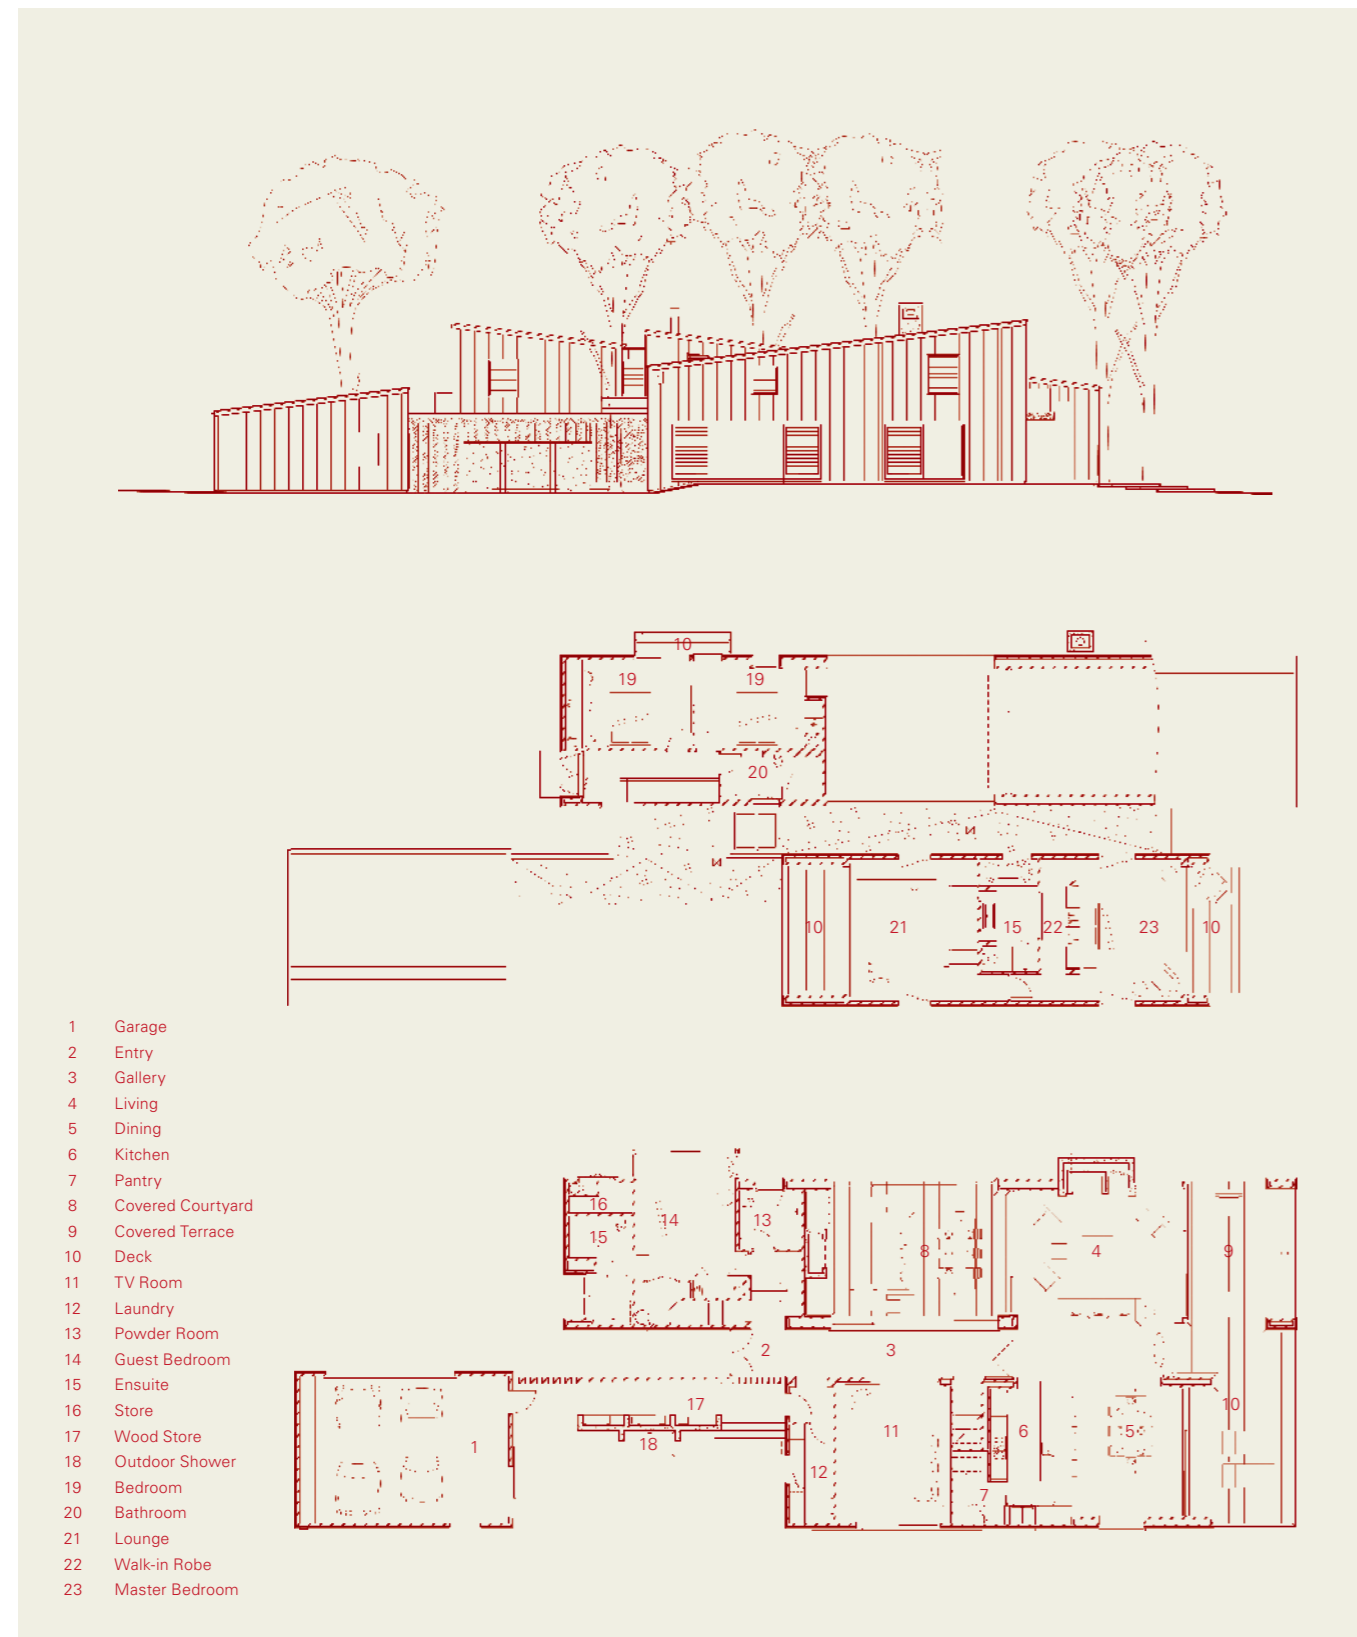 10
19 19
20
10 21 15 22 23 10
1 Garage
2 Entry
3 Gallery
4 Living
5 Dining
6 Kitchen
7 Pantry
8 Covered Courtyard
9 Covered Terrace
10 Deck
11 TV Room
12 Laundry
13 Powder Room
14 Guest Bedroom
15 Ensuite
16 Store
17 Wood Store
18 Outdoor Shower
19 Bedroom
20 Bathroom
21 Lounge
22 Walk-in Robe
23 Master Bedroom
16
14 13
15
8 4 9
2 3
17 10
18 1 11 6 5
12
7